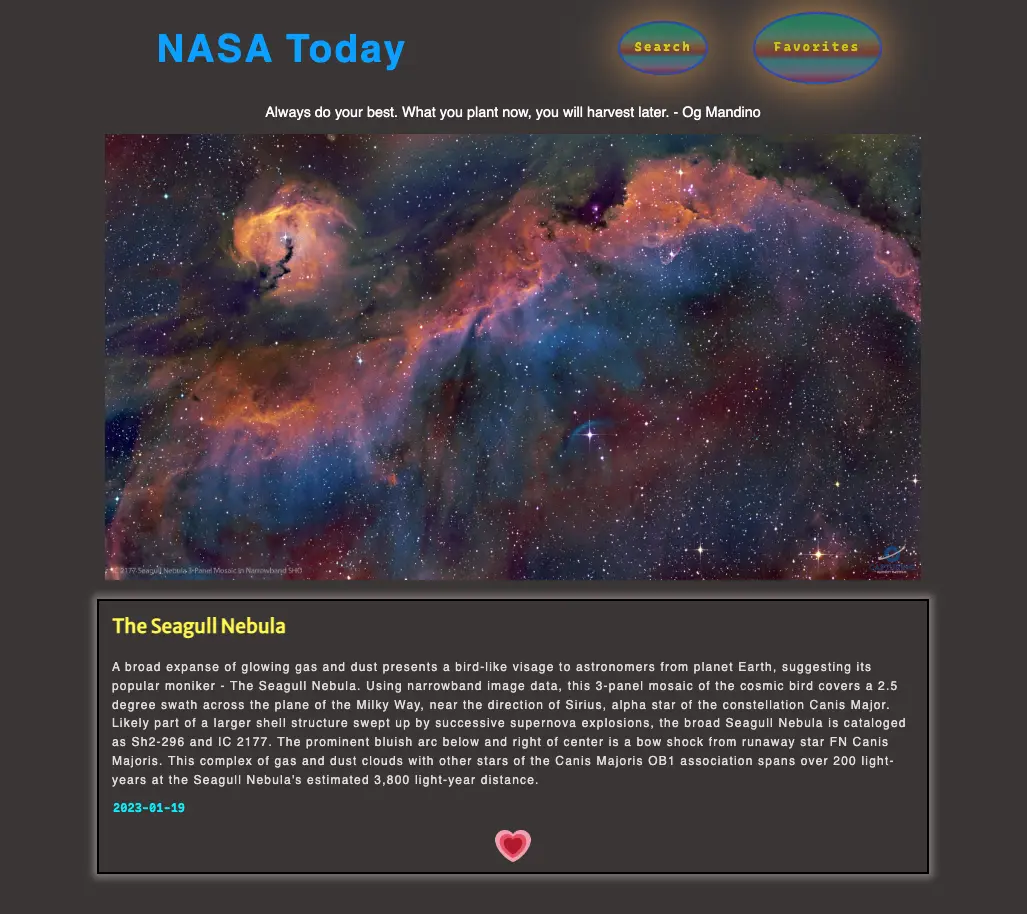 NASA Today
Search
Favorites
Always do your best. What you plant now, you will harvest later. - Og Mandino
IC 2177 Seagull Nebula 3-Panel Mosaic in Narrowband SHO
The Seagull Nebula
A broad expanse of glowing gas and dust presents a bird-like visage to astronomers from planet Earth, suggesting its
popular moniker - The Seagull Nebula. Using narrowband image data, this 3-panel mosaic of the cosmic bird covers a 2.5
degree swath across the plane of the Milky Way, near the direction of Sirius, alpha star of the constellation Canis Major.
Likely part of a larger shell structure swept up by successive supernova explosions, the broad Seagull Nebula is cataloged
as Sh2-296 and IC 2177. The prominent bluish arc below and right of center is a bow shock from runaway star FN Canis
Majoris. This complex of gas and dust clouds with other stars of the Canis Majoris OB1 association spans over 200 light-
years at the Seagull Nebula's estimated 3,800 light-year distance.
2023-01-19